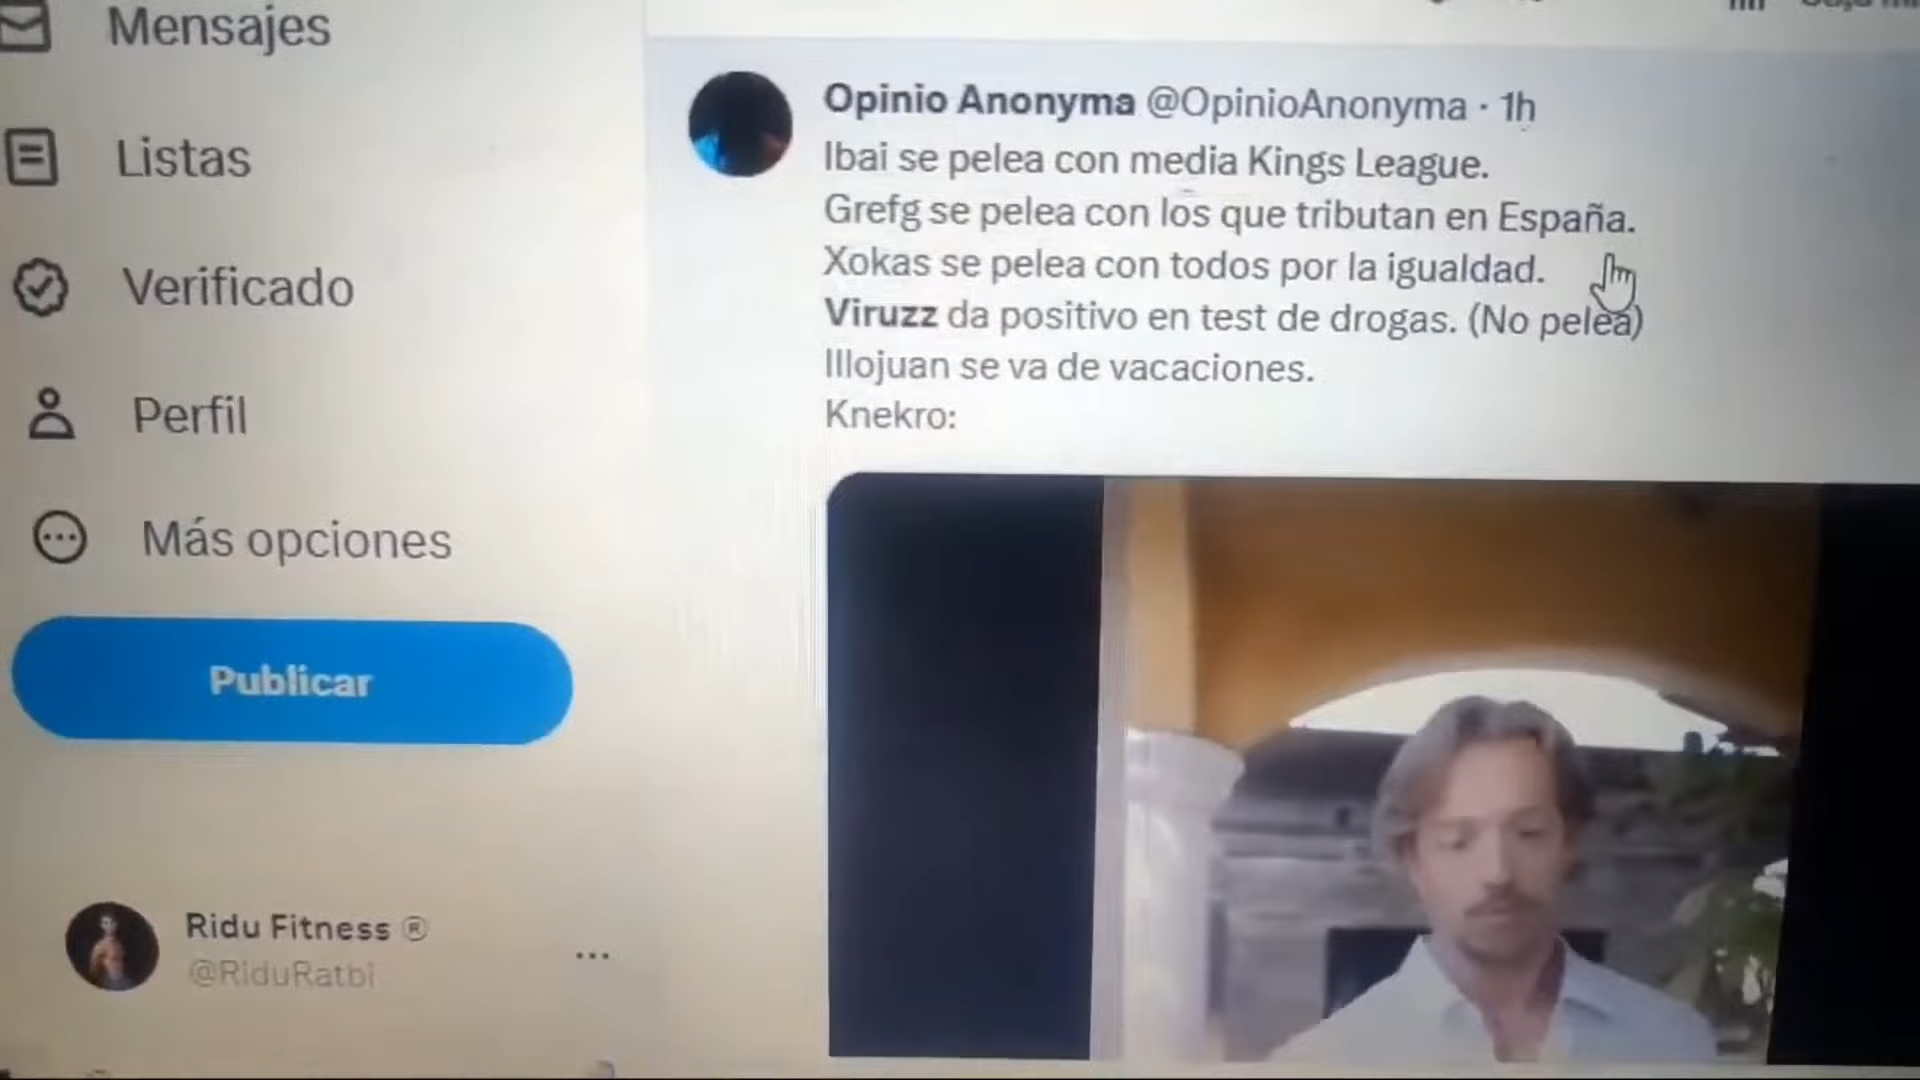 Mensajes
Listas
Verificado
Perfil
Más opciones
Publicar
Ridu Fitness ®
@RiduRatbi
Opinio Anonyma @OpinioAnonyma · 1h
Ibai se pelea con media Kings League.
Grefg se pelea con los que tributan en España.
Xokas se pelea con todos por la igualdad.
Viruzz da positivo en test de drogas. (No pelea)
Illojuan se va de vacaciones.
Knekro: